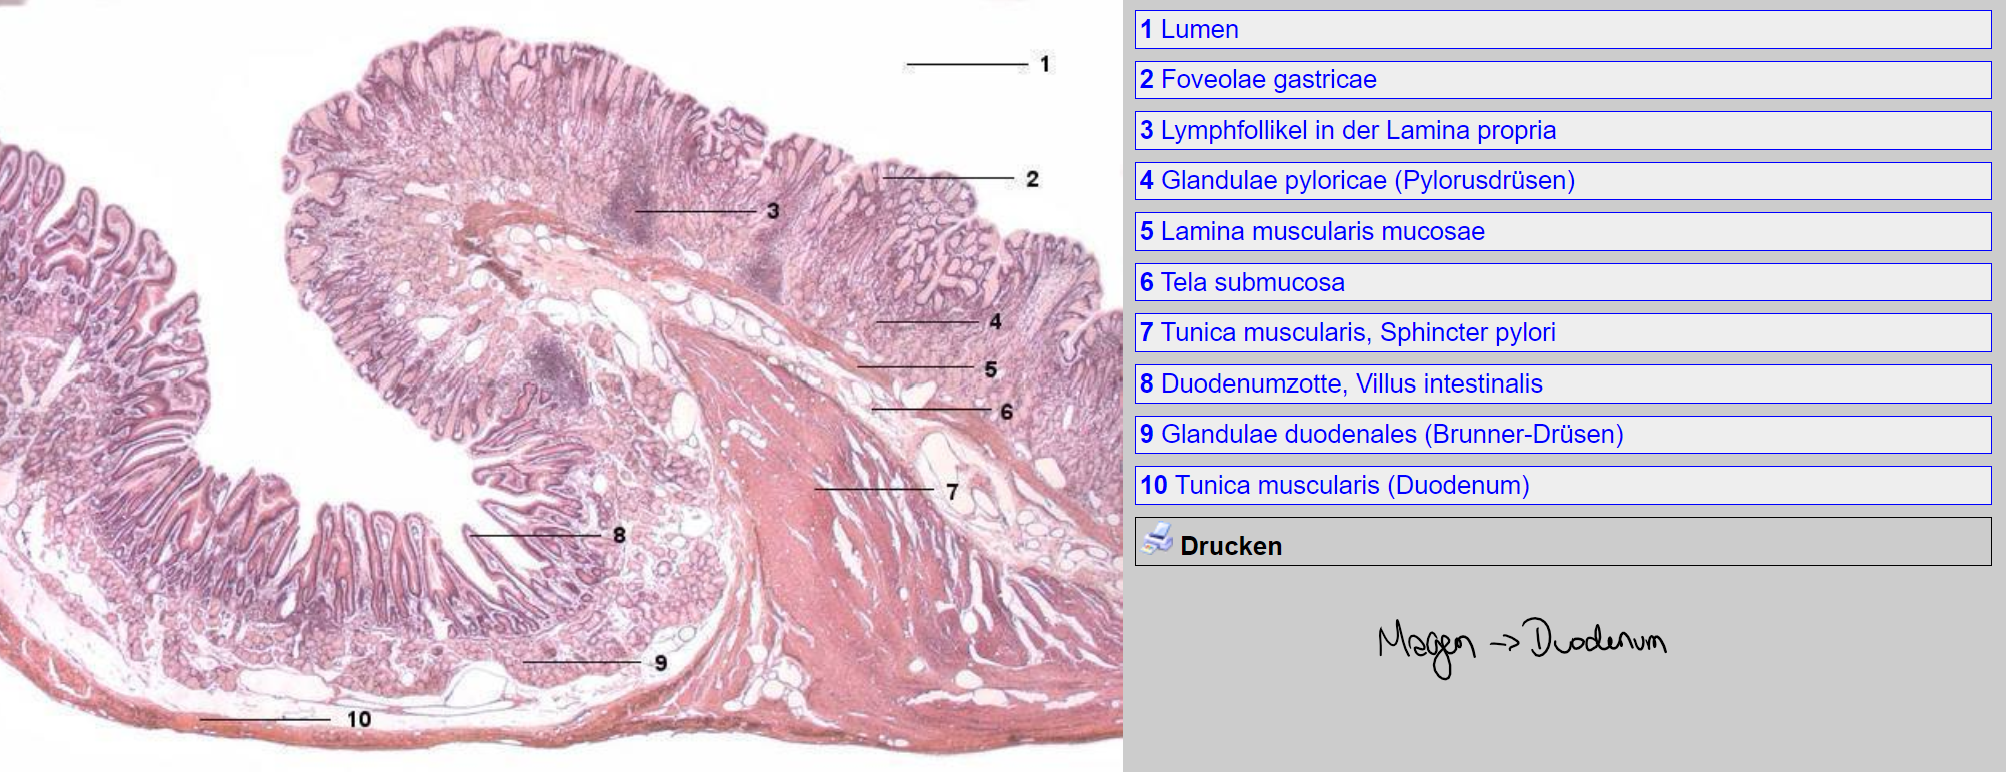 1
2
3
4
5
6
7
8
9
10
1 Lumen
2 Foveolae gastricae
3 Lymphfollikel in der Lamina propria
4 Glandulae pyloricae (Pylorusdrüsen)
5 Lamina muscularis mucosae
6 Tela submucosa
7 Tunica muscularis, Sphincter pylori
8 Duodenumzotte, Villus intestinalis
9 Glandulae duodenales (Brunner-Drüsen)
10 Tunica muscularis (Duodenum)
Drucken
Magen -> Duodenum